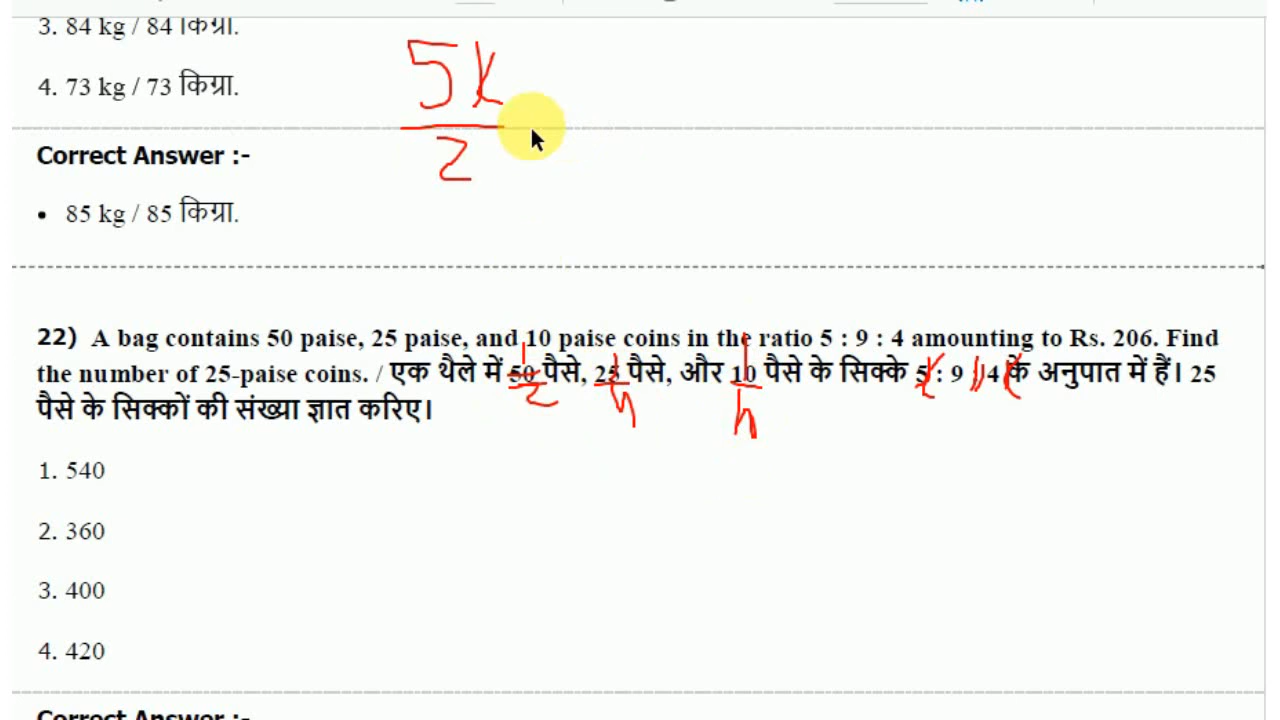 3. 84 kg / 84 किग्रा.
5k
4. 73 kg / 73 किग्रा.
2
Correct Answer :-
• 85 kg / 85 किग्रा.
22) A bag contains 50 paise, 25 paise, and 10 paise coins in the ratio 5 : 9 : 4 amounting to Rs. 206. Find
the number of 25-paise coins. / एक थैले में 50 पैसे, 25 पैसे, और 10 पैसे के सिक्के 5 : 9 : 4 के अनुपात में हैं। 25
पैसे के सिक्कों की संख्या ज्ञात करिए।
1. 540
2. 360
3. 400
4. 420
Correct Answer :-